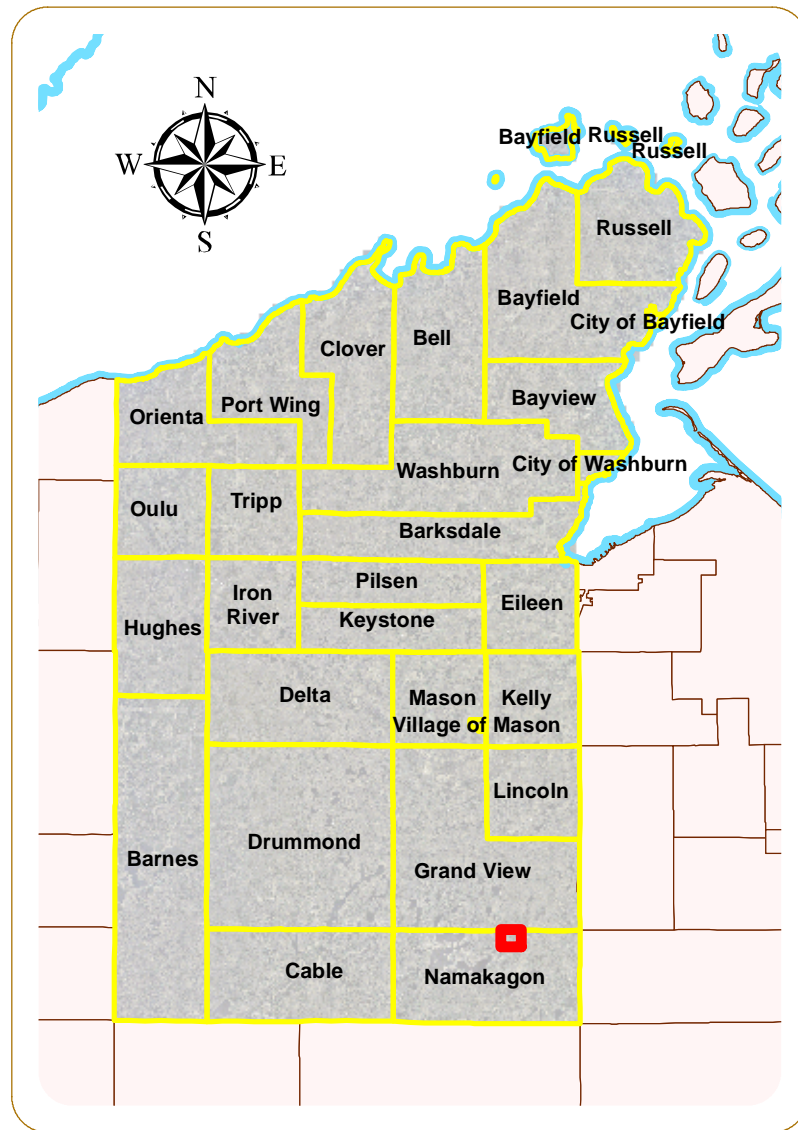 N
W
E
S
Bayfield
Russell
Russell
Russell
Bayfield
City of Bayfield
Clover
Bell
Bayview
Orienta
Port Wing
Washburn
City of Washburn
Oulu
Tripp
Barksdale
Pilsen
Iron
River
Keystone
Eileen
Hughes
Delta
Mason
Kelly
Village of Mason
Lincoln
Drummond
Barnes
Grand View
Cable
Namakagon